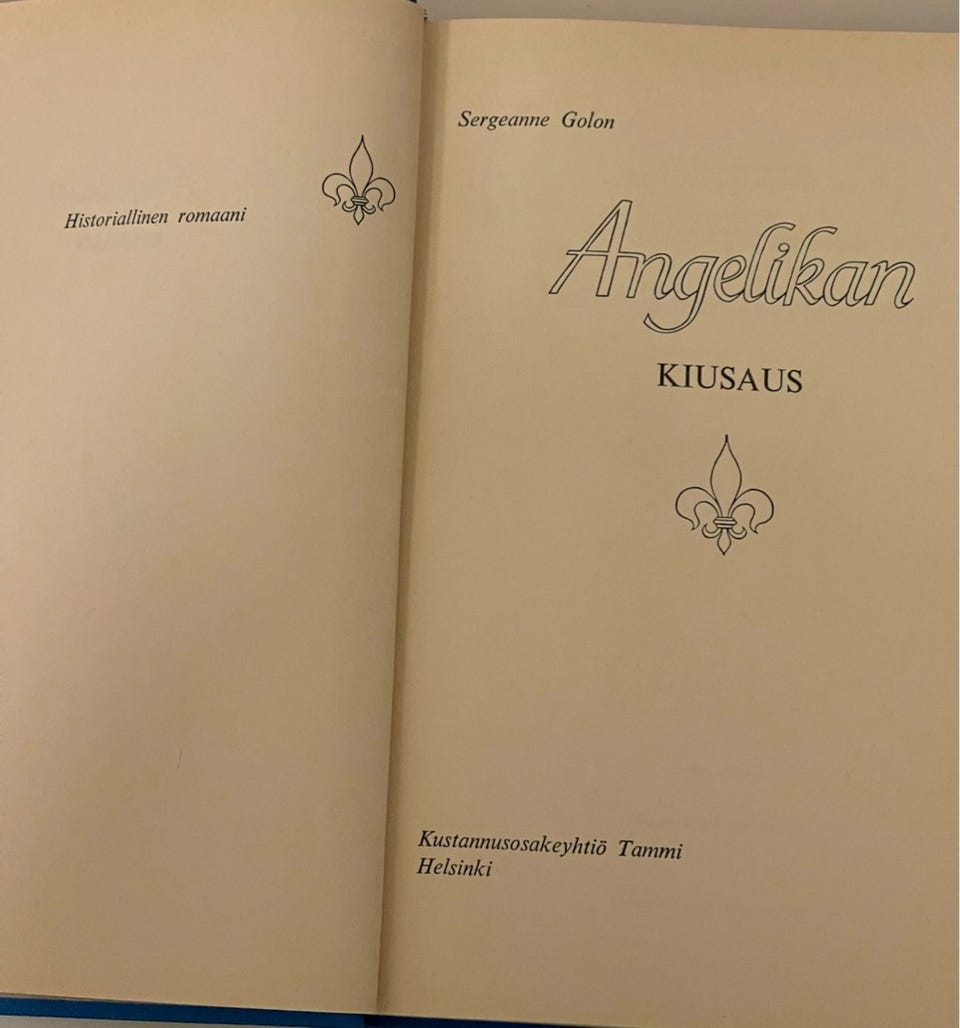 Historiallinen romaani
Sergeanne Golon
Angelikan
KIUSAUS
Kustannusosakeyhtiö Tammi
Helsinki